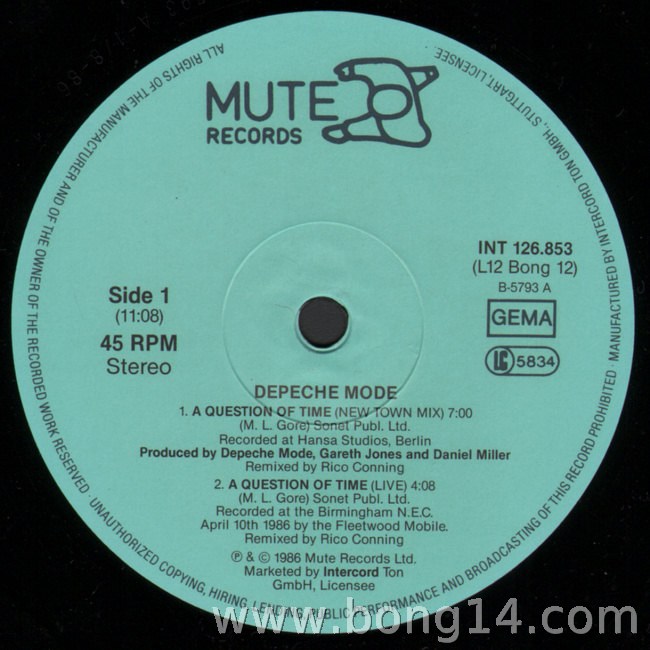 MUTE
RECORDS
INT 126.853
(L12 Bong 12)
B-5793 A
GEMA
LC 5834
Side 1
(11:08)
45 RPM
Stereo
DEPECHE MODE
1. A QUESTION OF TIME (NEW TOWN MIX) 7:00
(M. L. Gore) Sonet Publ. Ltd.
Recorded at Hansa Studios, Berlin
Produced by Depeche Mode, Gareth Jones and Daniel Miller
Remixed by Rico Conning
2. A QUESTION OF TIME (LIVE) 4:08
(M. L. Gore) Sonet Publ. Ltd.
Recorded at the Birmingham N.E.C.
April 10th 1986 by the Fleetwood Mobile.
Remixed by Rico Conning
℗ & © 1986 Mute Records Ltd.
Marketed by Intercord Ton
GmbH, Licensee
ALL RIGHTS OF THE MANUFACTURER AND OF THE OWNER OF THE RECORDED WORK RESERVED · UNAUTHORIZED COPYING, HIRING, LENDING, PUBLIC PERFORMANCE AND BROADCASTING OF THIS RECORD PROHIBITED · MANUFACTURED BY INTERCORD TON GMBH, STUTTGART, LICENSEE.
www.bong14.com